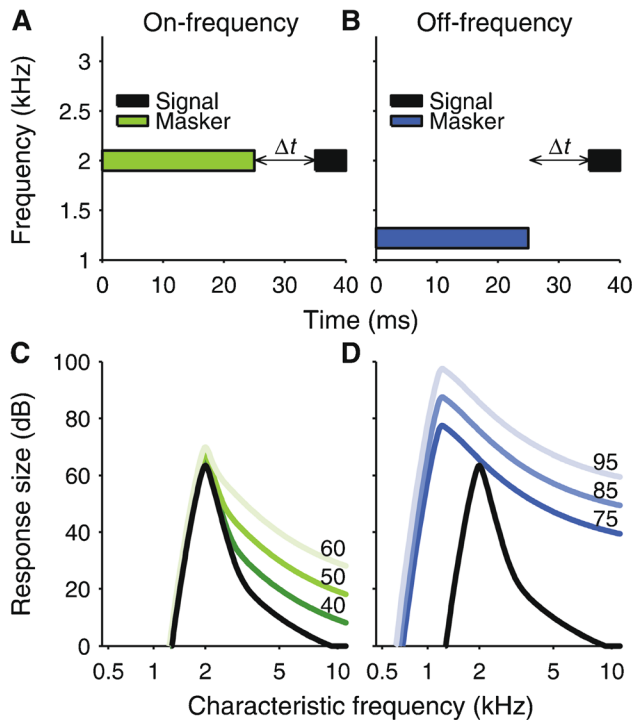 A On-frequency B Off-frequency
Frequency (kHz)
3
2.5
2
1.5
1
Signal
Masker
Δt
Signal
Masker
Δt
0 10 20 30 40 0 10 20 30 40
Time (ms)
C D
Response size (dB)
100
80
60
40
20
0
60
50
40
95
85
75
0.5 1 2 5 10 0.5 1 2 5 10
Characteristic frequency (kHz)